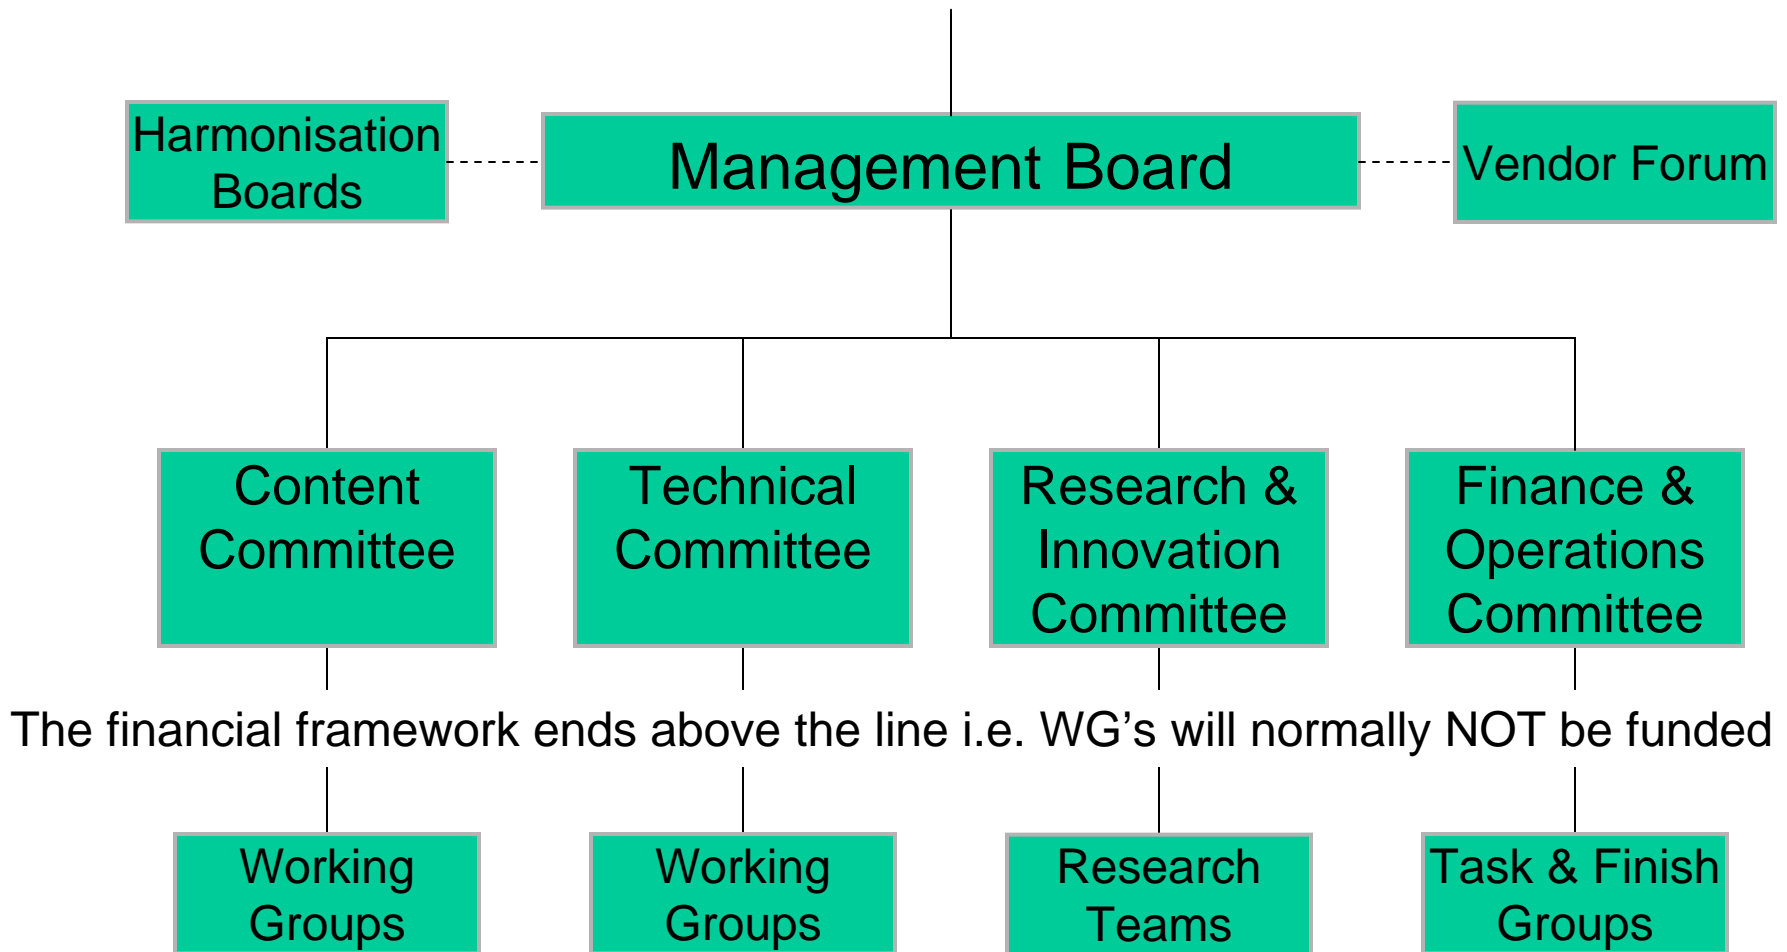 Harmonisation
Boards
Management Board
Vendor Forum
Content
Committee
Technical
Committee
Research &
Innovation
Committee
Finance &
Operations
Committee
The financial framework ends above the line i.e. WG’s will normally NOT be funded
Working
Groups
Working
Groups
Research
Teams
Task & Finish
Groups